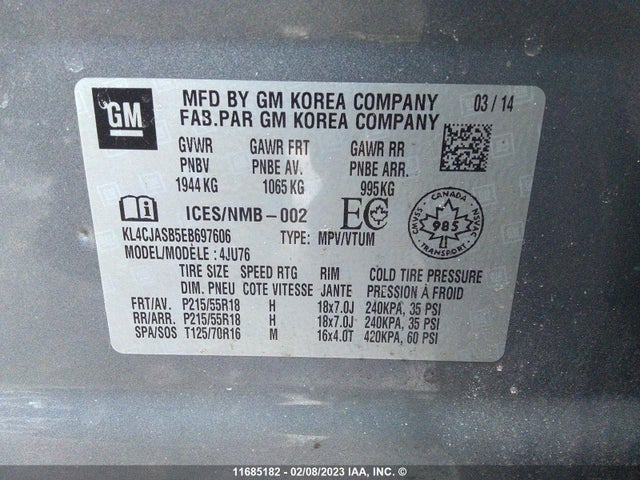 GM
MFD BY GM KOREA COMPANY 03/14
FAB.PAR GM KOREA COMPANY
GVWR GAWR FRT GAWR RR
PNBV PNBE AV. PNBE ARR.
1944 KG 1065 KG 995KG
ICES/NMB-002 EC
KL4CJASB5EB697606 TYPE: MPV/VTUM
MODEL/MODÈLE : 4JU76
CANADA
CMVSS NSVAC
985
TRANSPORT
TIRE SIZE SPEED RTG RIM COLD TIRE PRESSURE
DIM. PNEU COTE VITESSE JANTE PRESSION À FROID
FRT/AV. P215/55R18 H 18x7.0J 240KPA, 35 PSI
RR/ARR. P215/55R18 H 18x7.0J 240KPA, 35 PSI
SPA/SOS T125/70R16 M 16x4.0T 420KPA, 60 PSI
11685182 - 02/08/2023 IAA, INC. ©